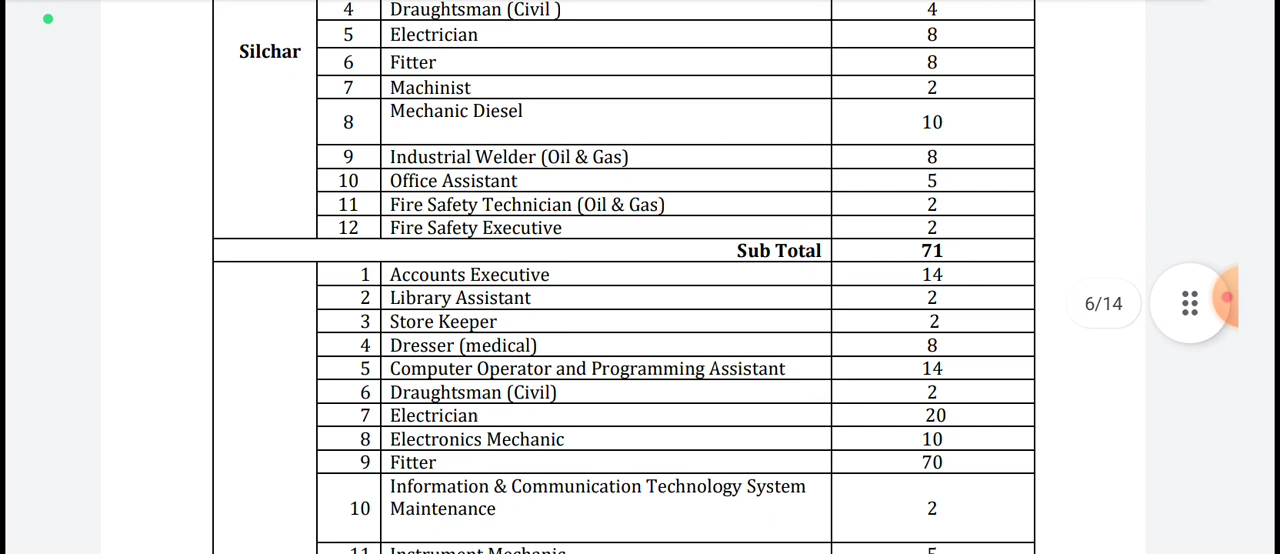 4 Draughtsman (Civil ) 4
5 Electrician 8
Silchar
6 Fitter 8
7 Machinist 2
8 Mechanic Diesel 10
9 Industrial Welder (Oil & Gas) 8
10 Office Assistant 5
11 Fire Safety Technician (Oil & Gas) 2
12 Fire Safety Executive 2
Sub Total 71
1 Accounts Executive 14
2 Library Assistant 2
3 Store Keeper 2
4 Dresser (medical) 8
5 Computer Operator and Programming Assistant 14
6 Draughtsman (Civil) 2
7 Electrician 20
8 Electronics Mechanic 10
9 Fitter 70
Information & Communication Technology System
10 Maintenance 2
11 Instrument Mechanic 5
6/14